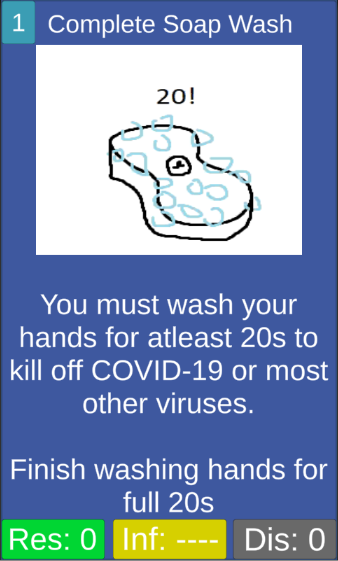 1 Complete Soap Wash
20!
You must wash your
hands for atleast 20s to
kill off COVID-19 or most
other viruses.
Finish washing hands for
full 20s
Res: 0 Inf: ---- Dis: 0